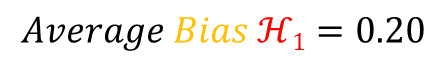 Average Bias ℋ₁ = 0.20